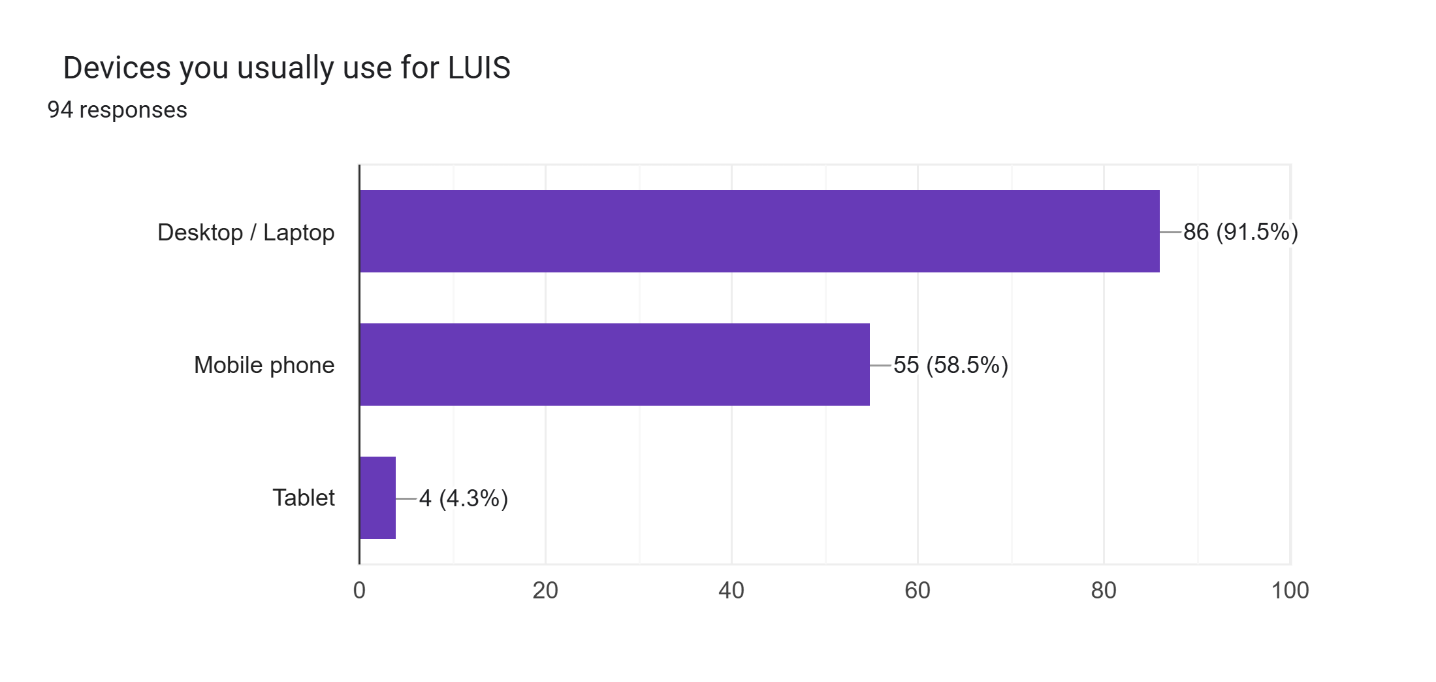 Devices you usually use for LUIS
94 responses
Desktop / Laptop
86 (91.5%)
Mobile phone
55 (58.5%)
Tablet
4 (4.3%)
0 20 40 60 80 100